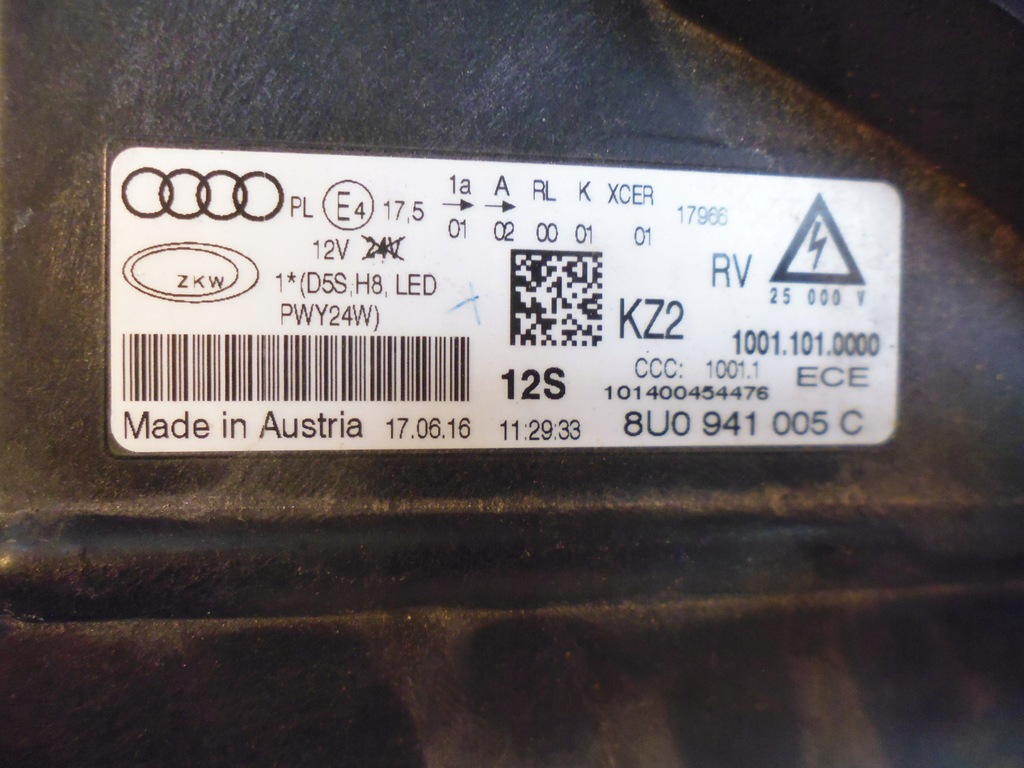 PL E4 17,5 1a A RL K XCER 17966
01 02 00 01 01
12V 24V
ZKW
1*(D5S, H8, LED
PWY24W)
RV
25 000 V
KZ2
1001.101.0000
CCC: 1001.1 ECE
12S 101400454476
Made in Austria 17.06.16 11:29:33 8U0 941 005 C